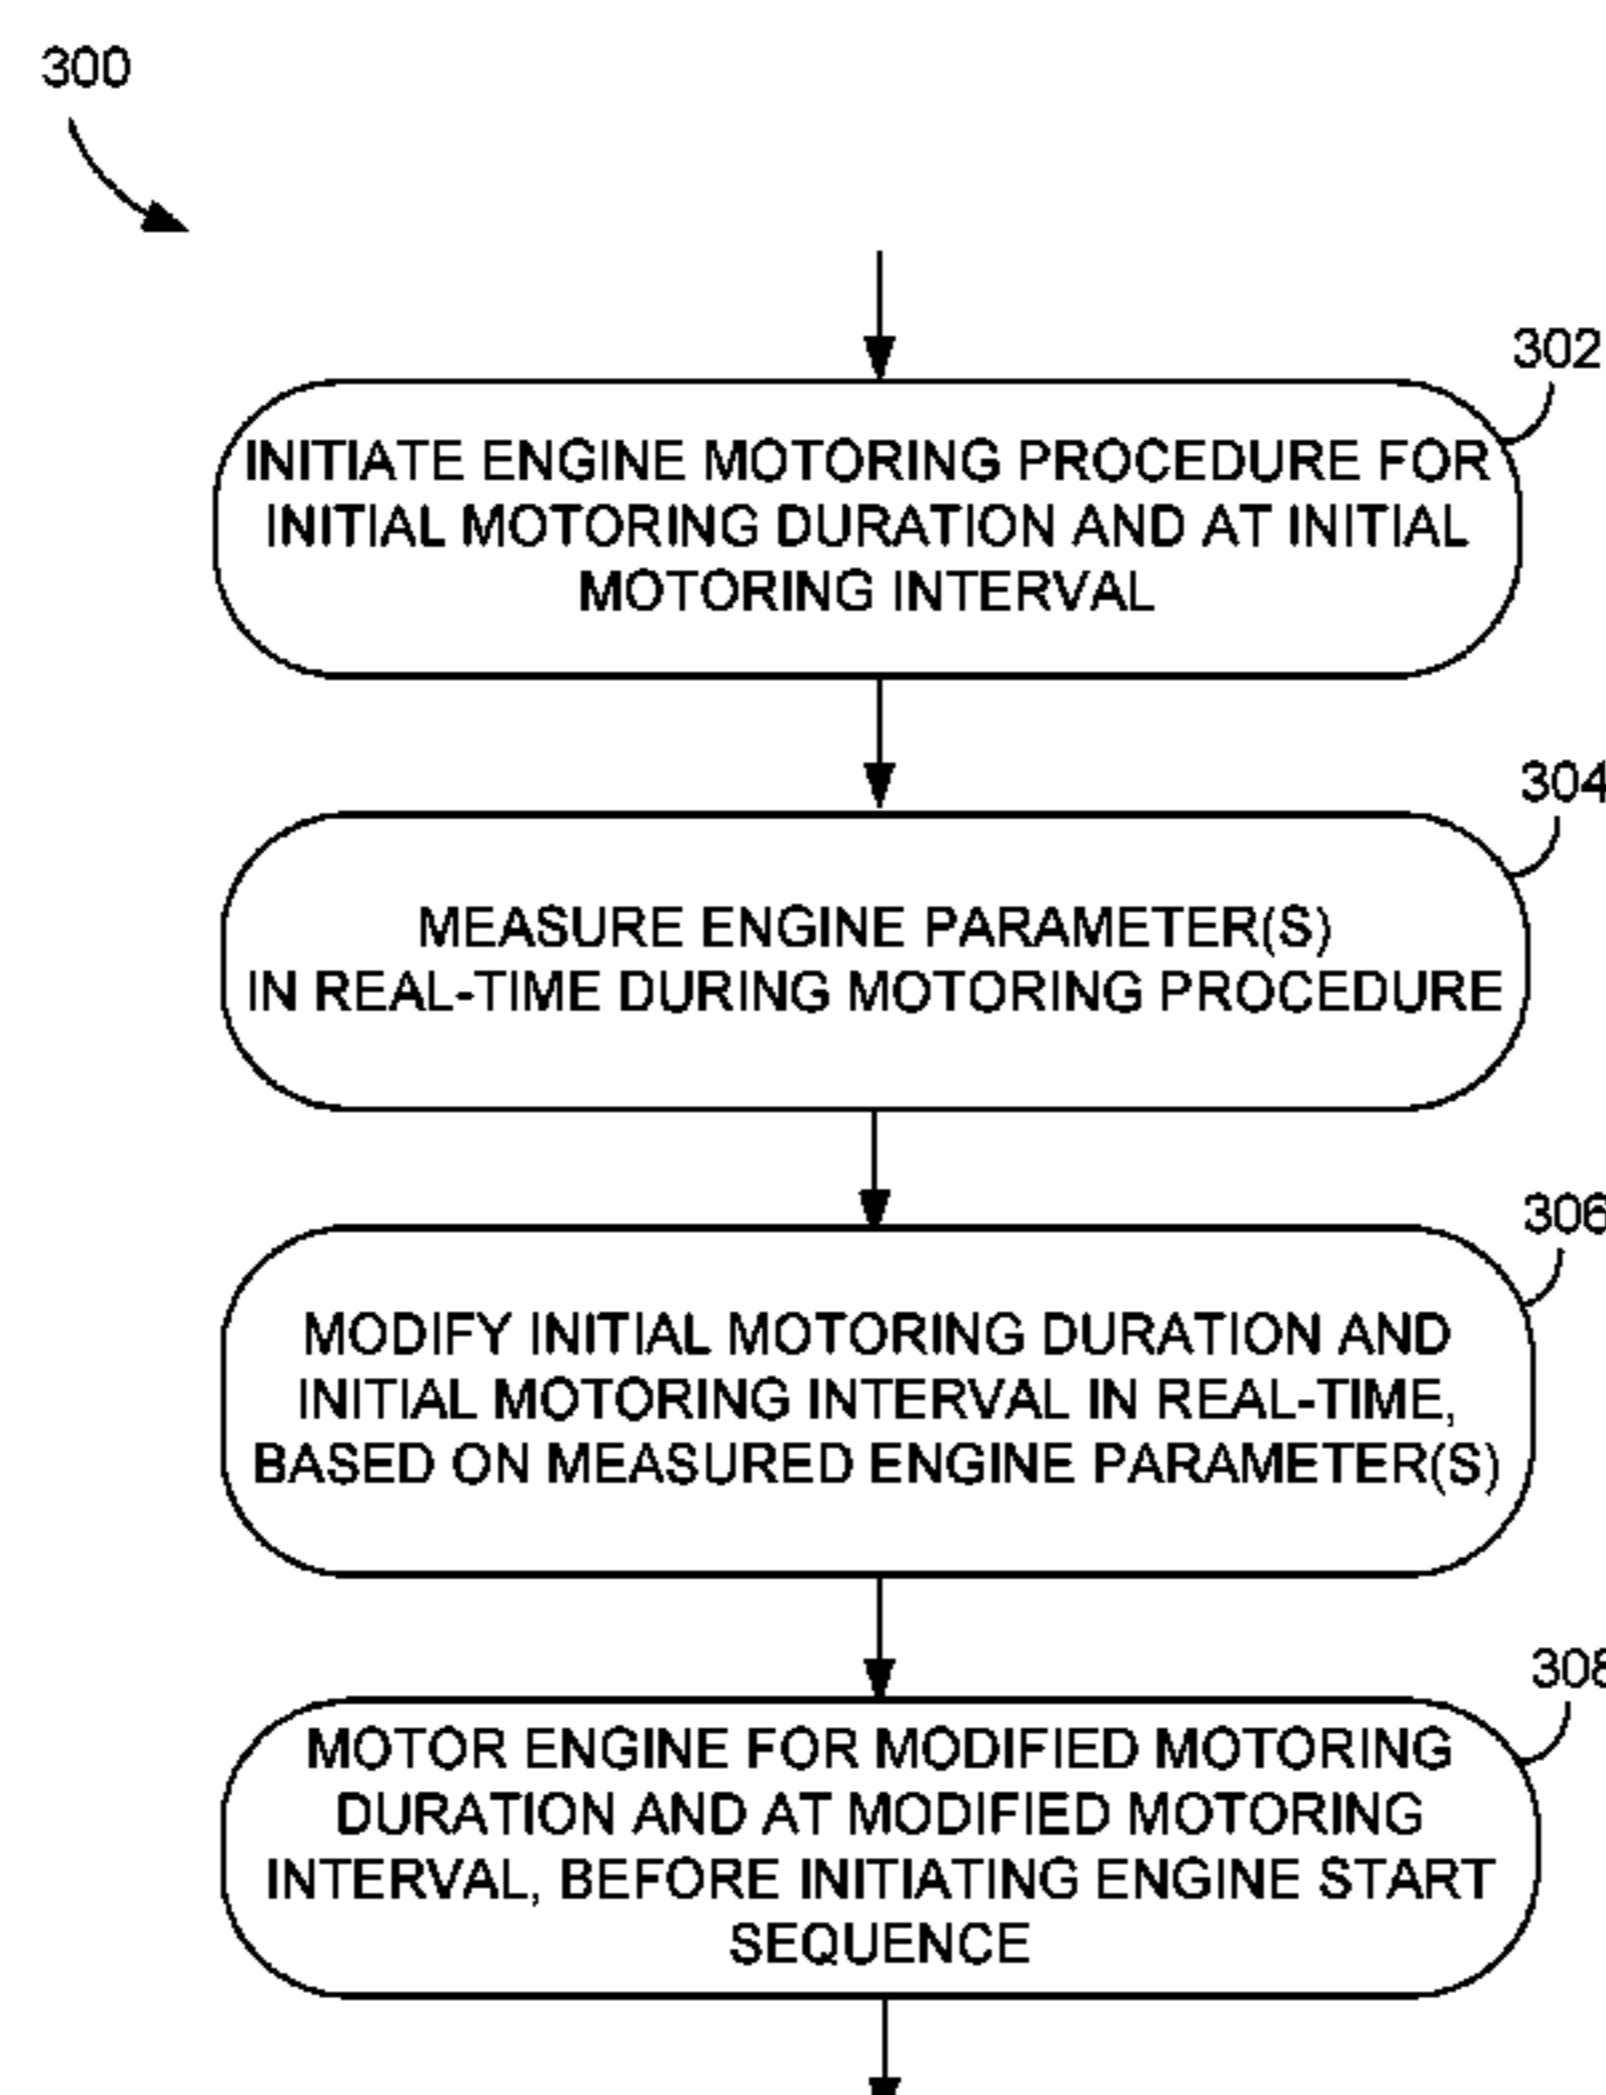 300
302
INITIATE ENGINE MOTORING PROCEDURE FOR
INITIAL MOTORING DURATION AND AT INITIAL
MOTORING INTERVAL
304
MEASURE ENGINE PARAMETER(S)
IN REAL-TIME DURING MOTORING PROCEDURE
306
MODIFY INITIAL MOTORING DURATION AND
INITIAL MOTORING INTERVAL IN REAL-TIME,
BASED ON MEASURED ENGINE PARAMETER(S)
308
MOTOR ENGINE FOR MODIFIED MOTORING
DURATION AND AT MODIFIED MOTORING
INTERVAL, BEFORE INITIATING ENGINE START
SEQUENCE